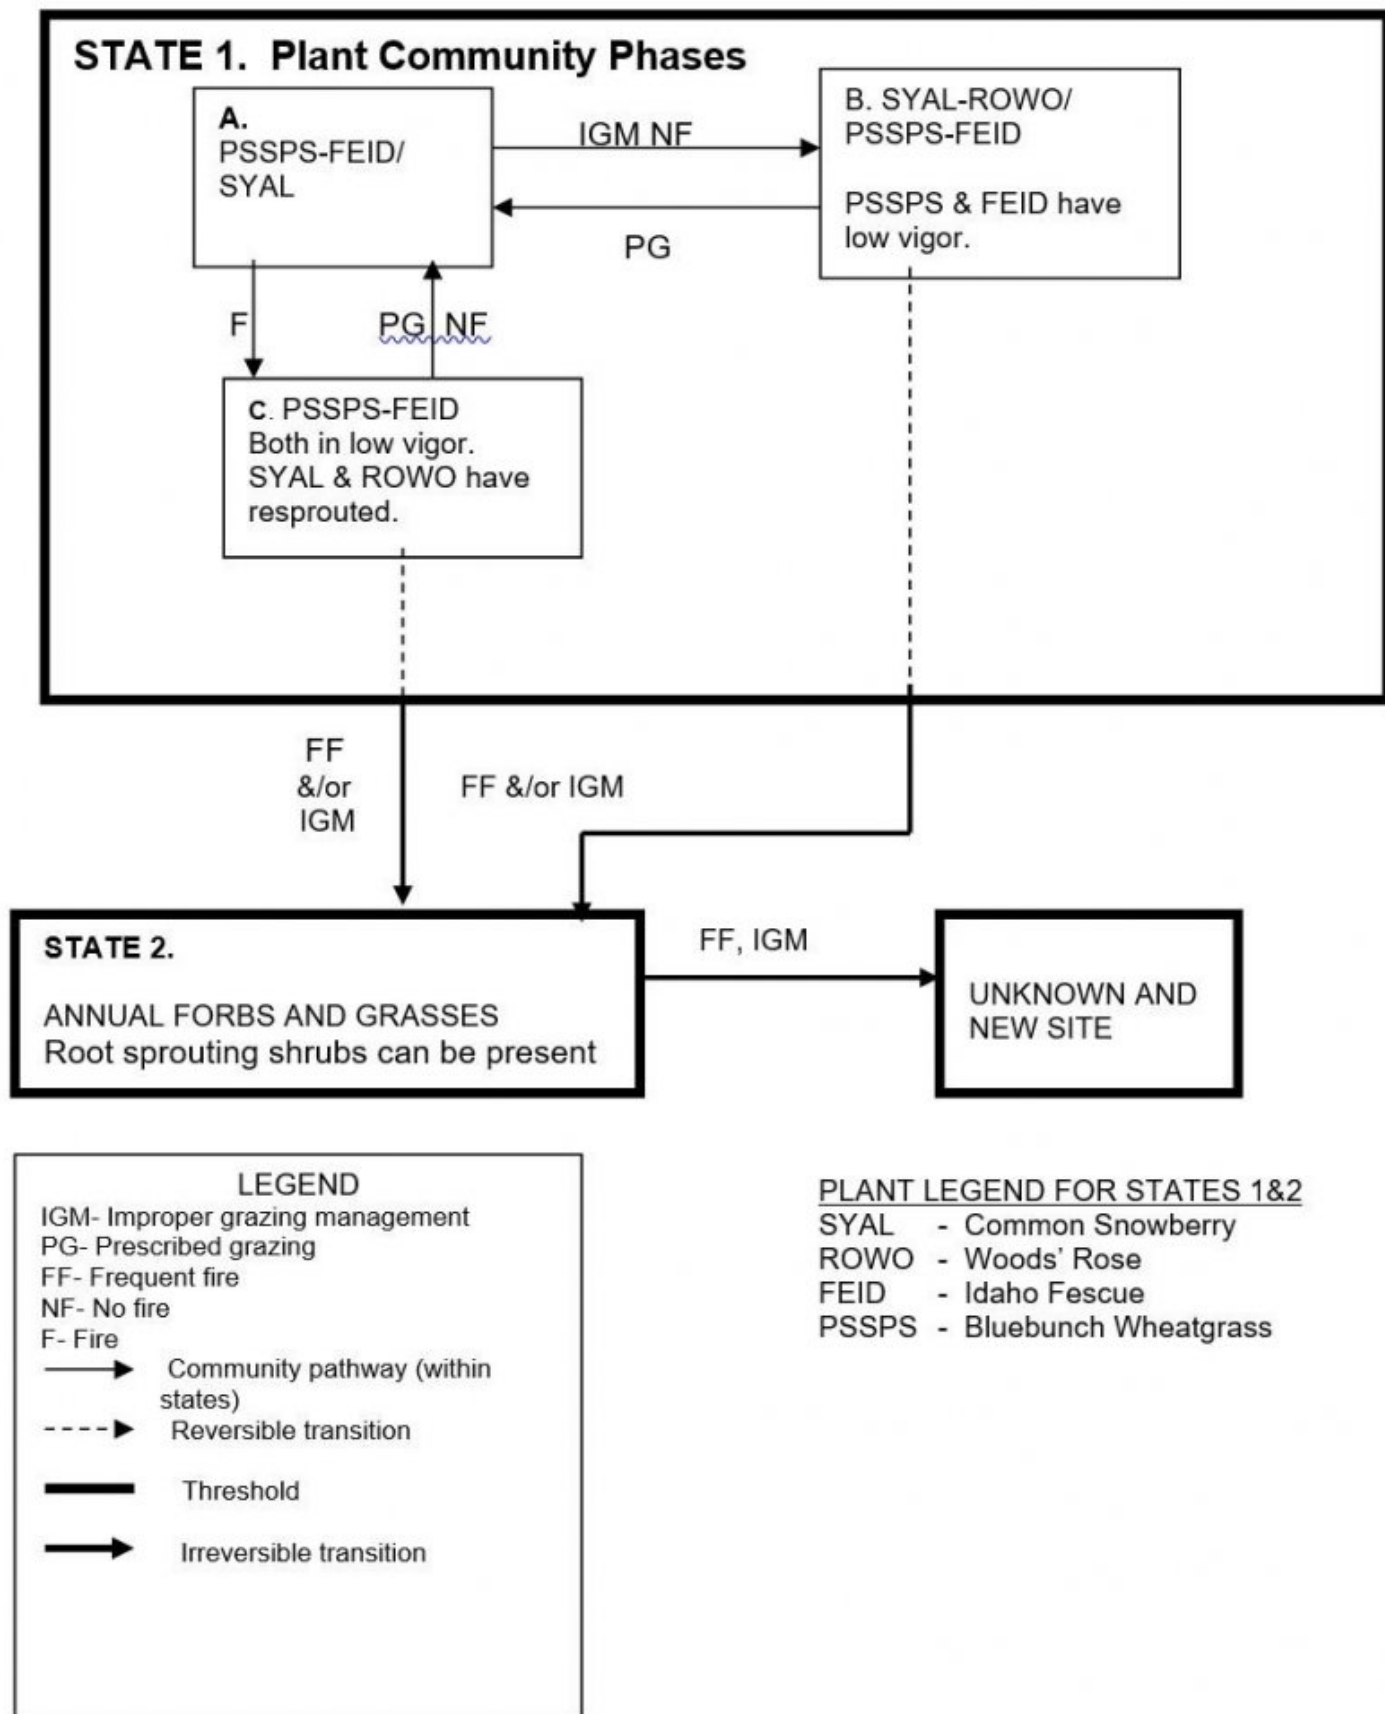 STATE 1. Plant Community Phases
A.
PSSPS-FEID/
SYAL
IGM NF
B. SYAL-ROWO/
PSSPS-FEID
PSSPS & FEID have
low vigor.
PG
F
PG NF
C. PSSPS-FEID
Both in low vigor.
SYAL & ROWO have
resprouted.
FF
&/or
IGM
FF &/or IGM
STATE 2.
ANNUAL FORBS AND GRASSES
Root sprouting shrubs can be present
FF, IGM
UNKNOWN AND
NEW SITE
LEGEND
IGM- Improper grazing management
PG- Prescribed grazing
FF- Frequent fire
NF- No fire
F- Fire
Community pathway (within
states)
Reversible transition
Threshold
Irreversible transition
PLANT LEGEND FOR STATES 1&2
SYAL - Common Snowberry
ROWO - Woods' Rose
FEID - Idaho Fescue
PSSPS - Bluebunch Wheatgrass